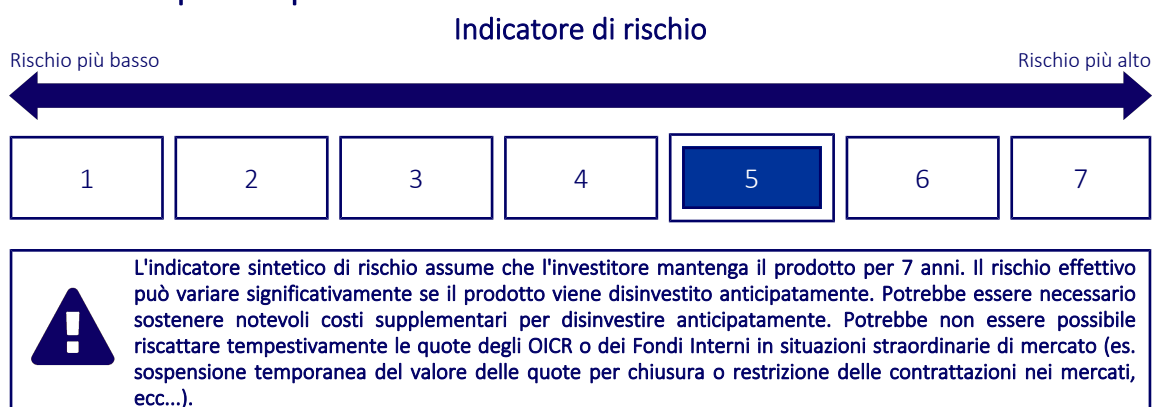 Indicatore di rischio
Rischio più basso Rischio più alto
1 2 3 4 5 6 7
L'indicatore sintetico di rischio assume che l'investitore mantenga il prodotto per 7 anni. Il rischio effettivo
può variare significativamente se il prodotto viene disinvestito anticipatamente. Potrebbe essere necessario
sostenere notevoli costi supplementari per disinvestire anticipatamente. Potrebbe non essere possibile
riscattare tempestivamente le quote degli OICR o dei Fondi Interni in situazioni straordinarie di mercato (es.
sospensione temporanea del valore delle quote per chiusura o restrizione delle contrattazioni nei mercati,
ecc...).